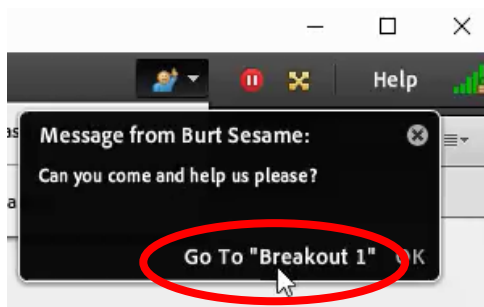 Help
Message from Burt Sesame:
Can you come and help us please?
Go To "Breakout 1" OK